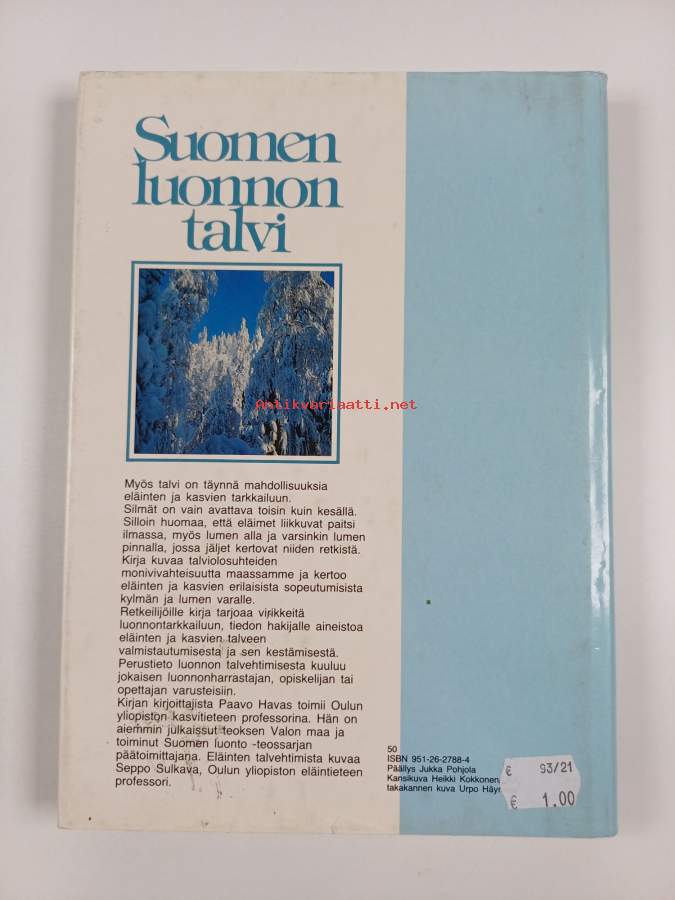 Suomen
luonnon
talvi
Antikvariaatti.net
Myös talvi on täynnä mahdollisuuksia
eläinten ja kasvien tarkkailuun.
Silmät on vain avattava toisin kuin kesällä.
Silloin huomaa, että eläimet liikkuvat paitsi
ilmassa, myös lumen alla ja varsinkin lumen
pinnalla, jossa jäljet kertovat niiden retkistä.
Kirja kuvaa talviolosuhteiden
monivivahteisuutta maassamme ja kertoo
eläinten ja kasvien erilaisista sopeutumisista
kylmän ja lumen varalle.
Retkeilijöille kirja tarjoaa virikkeitä
luonnontarkkailuun, tiedon hakijalle aineistoa
eläinten ja kasvien talveen
valmistautumisesta ja sen kestämisestä.
Perustieto luonnon talvehtimisesta kuuluu
jokaisen luonnonharrastajan, opiskelijan tai
opettajan varusteisiin.
Kirjan kirjoittajista Paavo Havas toimii Oulun
yliopiston kasvitieteen professorina. Hän on
aiemmin julkaissut teoksen Valon maa ja
toiminut Suomen luonto -teossarjan
päätoimittajana. Eläinten talvehtimista kuvaa
Seppo Sulkava, Oulun yliopiston eläintieteen
professori.
50
ISBN 951-26-2788-4
Päällys Jukka Pohjola
Kansikuva Heikki Kokkonen
takakannen kuva Urpo
€ 93/21
€ 1.00